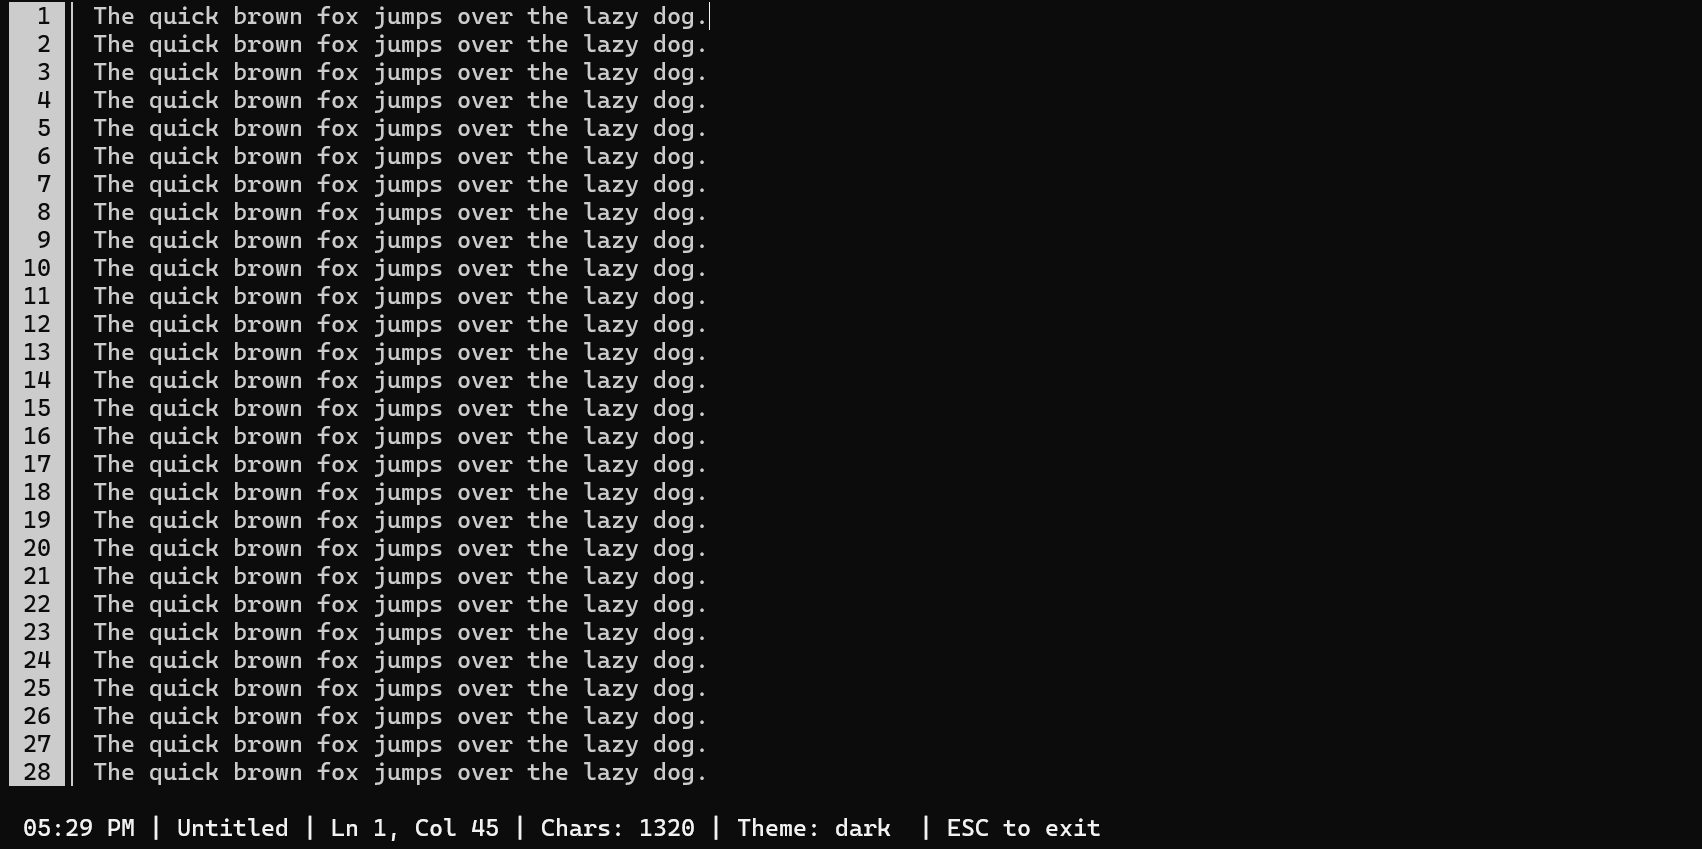 1 The quick brown fox jumps over the lazy dog.
2 The quick brown fox jumps over the lazy dog.
3 The quick brown fox jumps over the lazy dog.
4 The quick brown fox jumps over the lazy dog.
5 The quick brown fox jumps over the lazy dog.
6 The quick brown fox jumps over the lazy dog.
7 The quick brown fox jumps over the lazy dog.
8 The quick brown fox jumps over the lazy dog.
9 The quick brown fox jumps over the lazy dog.
10 The quick brown fox jumps over the lazy dog.
11 The quick brown fox jumps over the lazy dog.
12 The quick brown fox jumps over the lazy dog.
13 The quick brown fox jumps over the lazy dog.
14 The quick brown fox jumps over the lazy dog.
15 The quick brown fox jumps over the lazy dog.
16 The quick brown fox jumps over the lazy dog.
17 The quick brown fox jumps over the lazy dog.
18 The quick brown fox jumps over the lazy dog.
19 The quick brown fox jumps over the lazy dog.
20 The quick brown fox jumps over the lazy dog.
21 The quick brown fox jumps over the lazy dog.
22 The quick brown fox jumps over the lazy dog.
23 The quick brown fox jumps over the lazy dog.
24 The quick brown fox jumps over the lazy dog.
25 The quick brown fox jumps over the lazy dog.
26 The quick brown fox jumps over the lazy dog.
27 The quick brown fox jumps over the lazy dog.
28 The quick brown fox jumps over the lazy dog.
05:29 PM | Untitled | Ln 1, Col 45 | Chars: 1320 | Theme: dark | ESC to exit